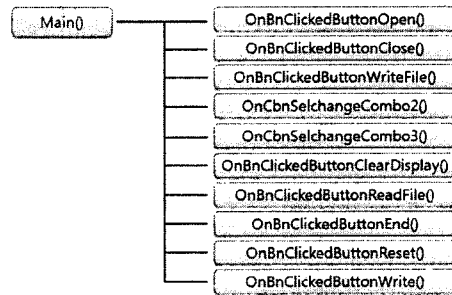 Main()
OnBnClickedButtonOpen()
OnBnClickedButtonClose()
OnBnClickedButtonWriteFile()
OnCbnSelchangeCombo2()
OnCbnSelchangeCombo3()
OnBnClickedButtonClearDisplay()
OnBnClickedButtonReadFile()
OnBnClickedButtonEnd()
OnBnClickedButtonReset()
OnBnClickedButtonWrite()